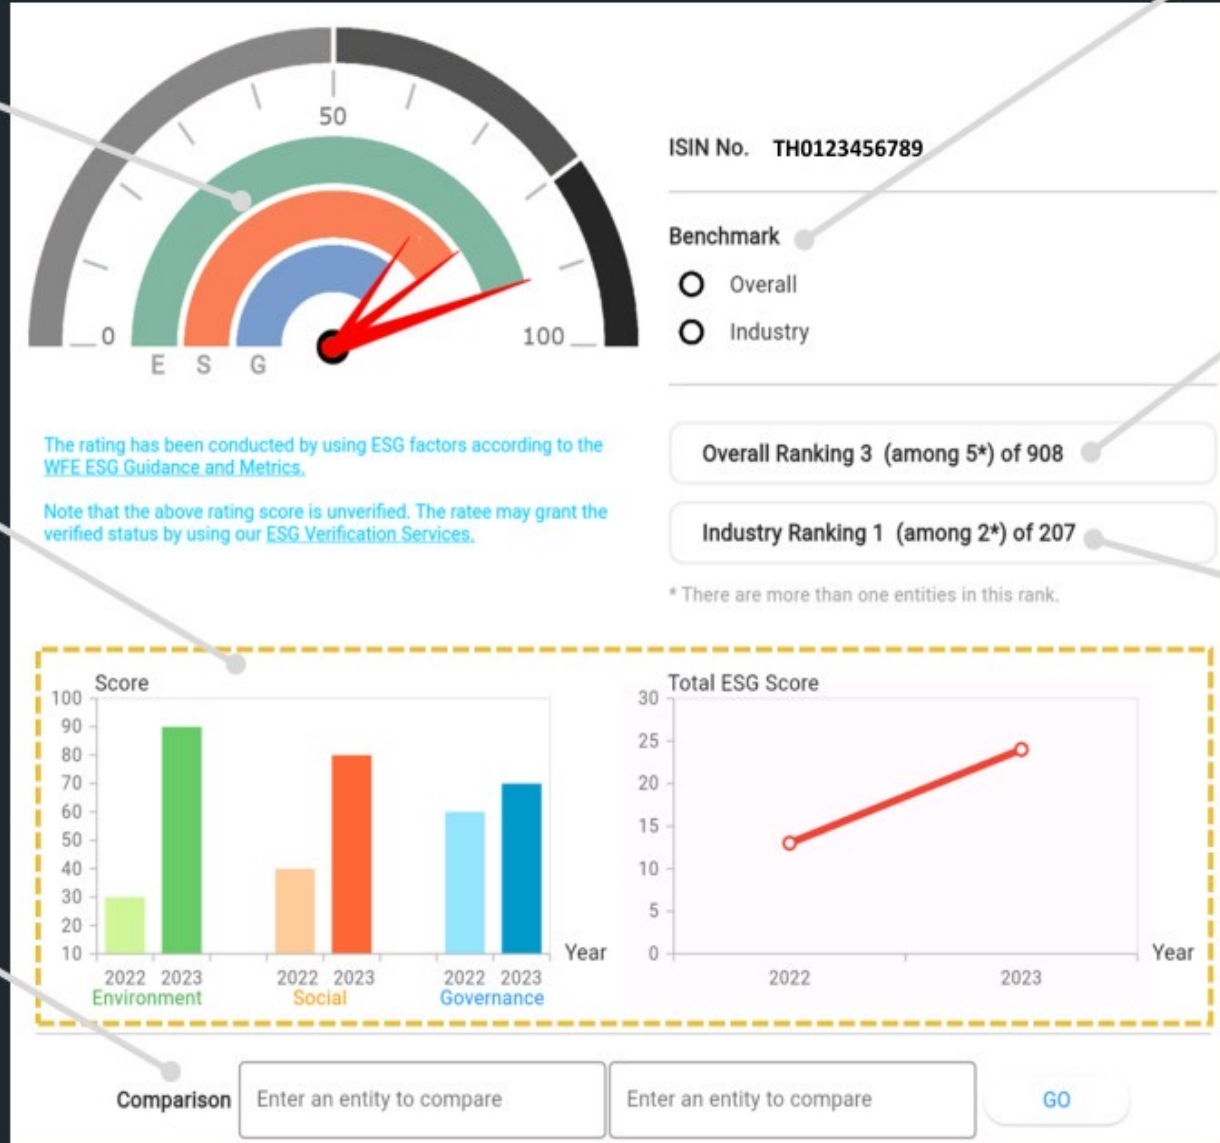 50
0
100
E S G
ISIN No. TH0123456789
Benchmark
Overall
Industry
The rating has been conducted by using ESG factors according to the
WFE ESG Guidance and Metrics.
Note that the above rating score is unverified. The ratee may grant the
verified status by using our ESG Verification Services.
Overall Ranking 3 (among 5*) of 908
Industry Ranking 1 (among 2*) of 207
* There are more than one entities in this rank.
Score
100
90
80
70
60
50
40
30
20
10
Year
2022 2023 2022 2023 2022 2023
Environment Social Governance
Total ESG Score
30
25
20
15
10
5
0
Year
2022 2023
Comparison Enter an entity to compare Enter an entity to compare GO